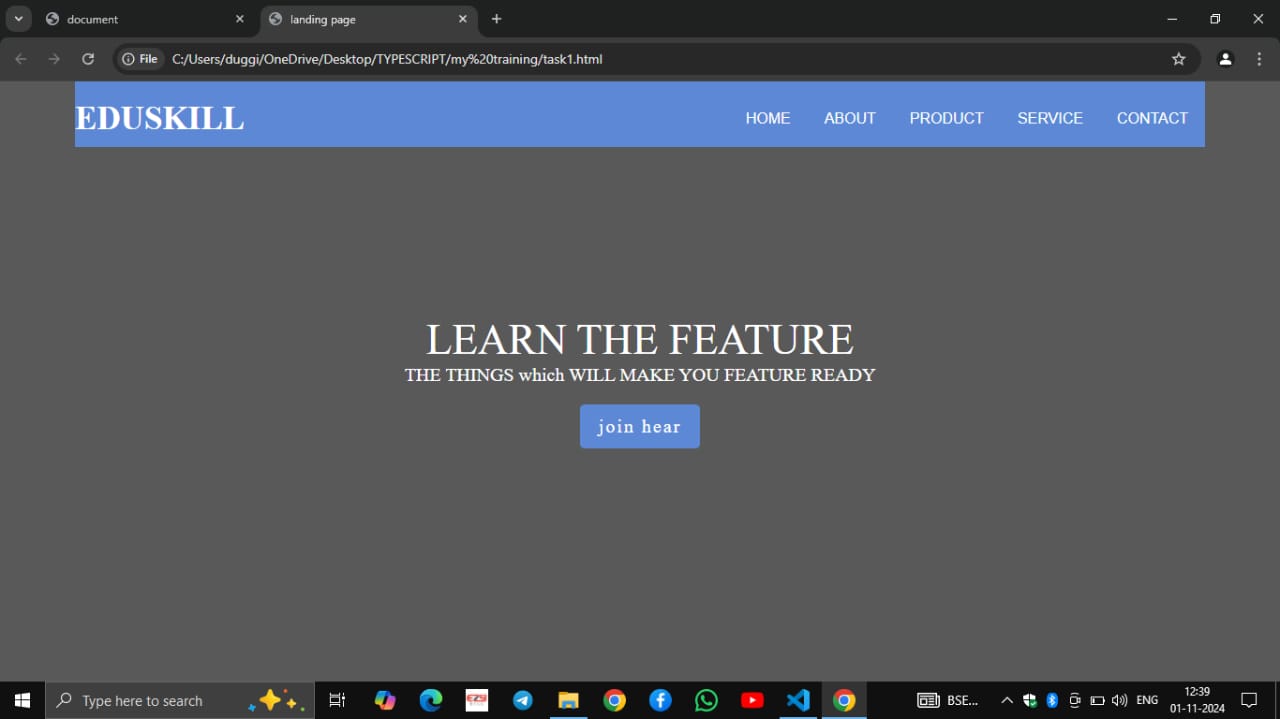 document
landing page
File
C:/Users/duggi/OneDrive/Desktop/TYPESCRIPT/my%20training/task1.html
EDUSKILL
HOME ABOUT PRODUCT SERVICE CONTACT
LEARN THE FEATURE
THE THINGS which WILL MAKE YOU FEATURE READY
join hear
Type here to search
BSE...
ENG
12:39
01-11-2024